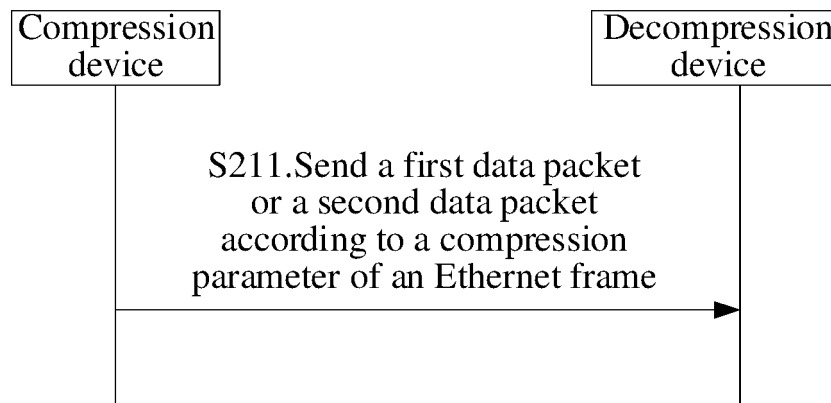 Compression
device
Decompression
device
S211.Send a first data packet
or a second data packet
according to a compression
parameter of an Ethernet frame